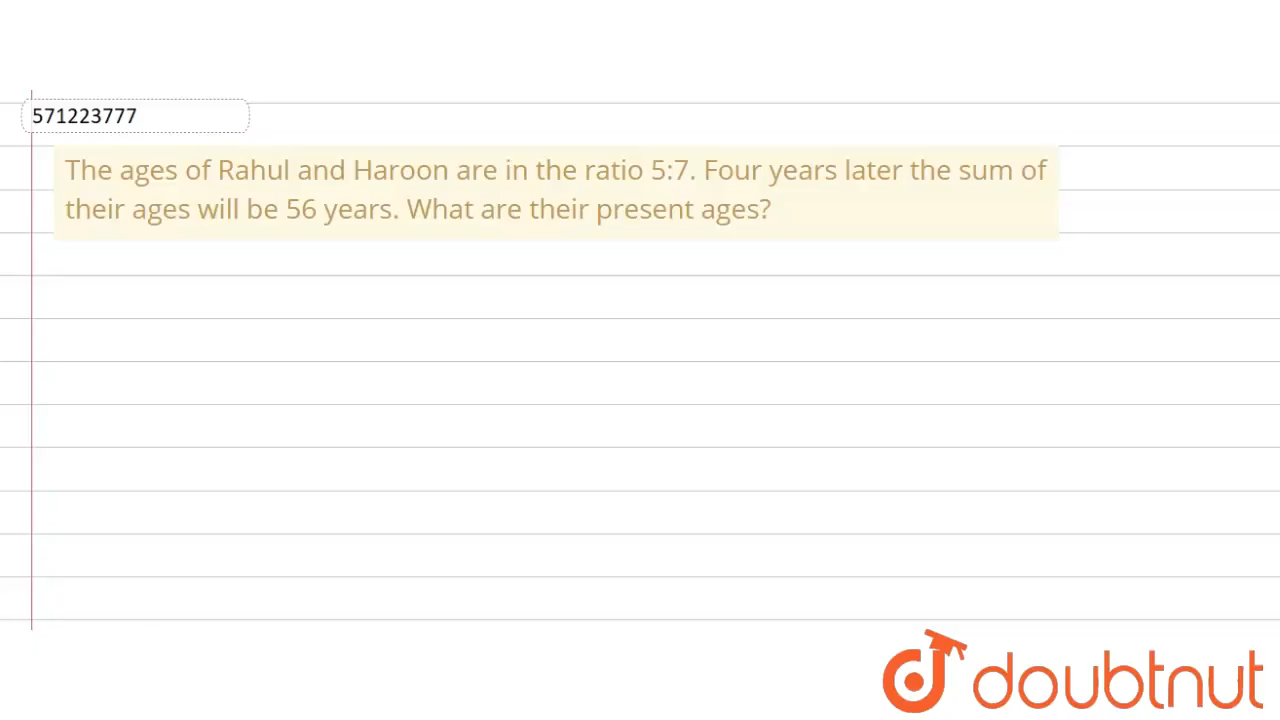 571223777
The ages of Rahul and Haroon are in the ratio 5:7. Four years later the sum of
their ages will be 56 years. What are their present ages?
doubtnut